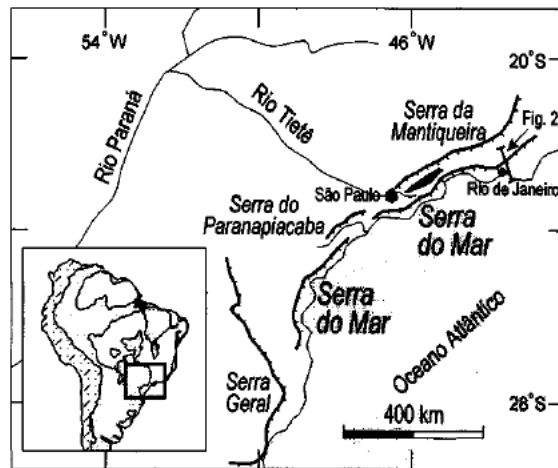 54°W
46°W
20°S
Rio Paraná
Rio Tietê
Serra da
Mantiqueira
Fig. 2
São Paulo
Rio de Janeiro
Serra do
Paranapiacaba
Serra
do Mar
Serra
do Mar
Oceano Atlântico
Serra
Geral
400 km
28°S